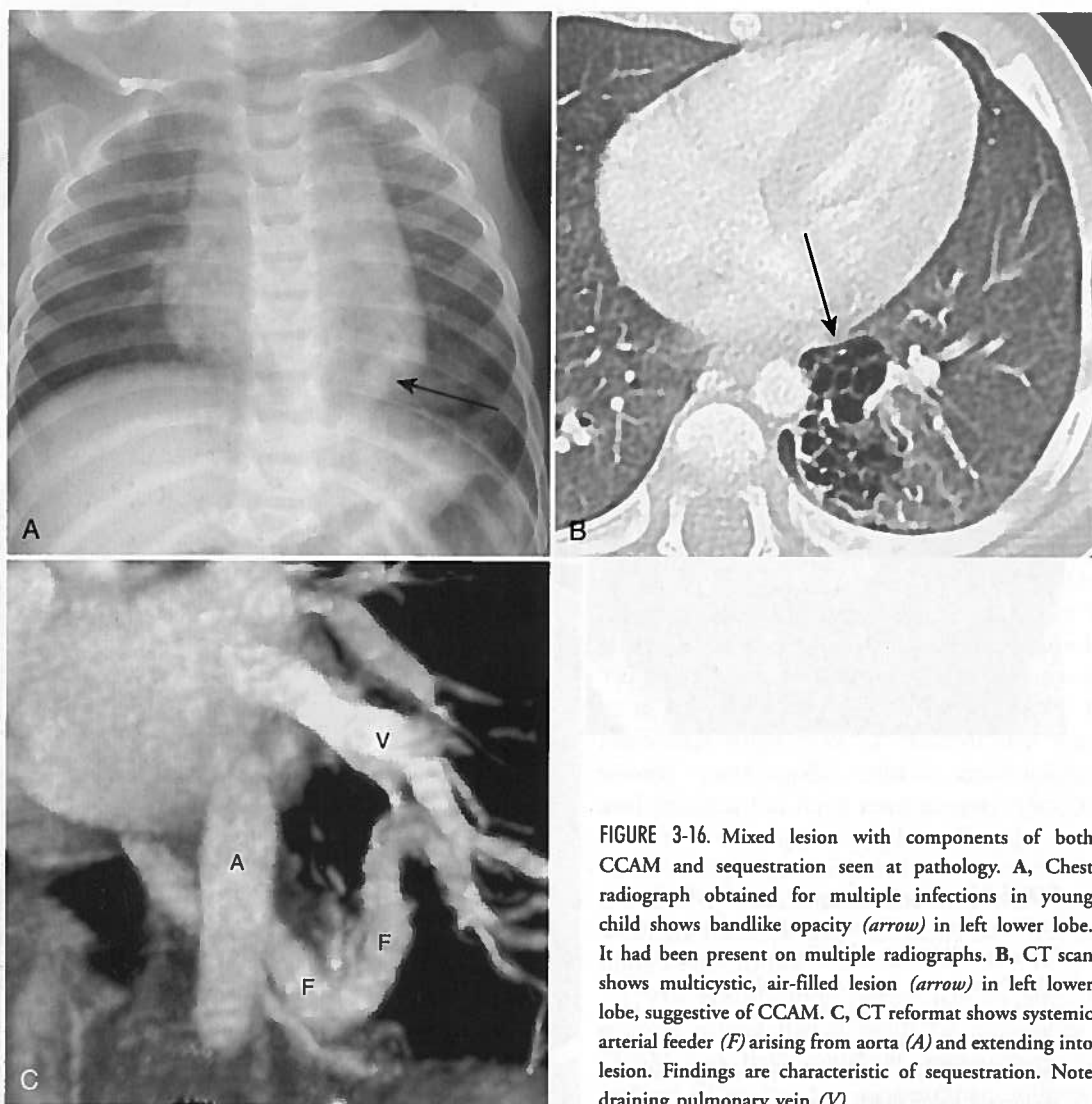 A
B
A
V
F
F
C
FIGURE 3-16. Mixed lesion with components of both
CCAM and sequestration seen at pathology. A, Chest
radiograph obtained for multiple infections in young
child shows bandlike opacity (arrow) in left lower lobe.
It had been present on multiple radiographs. B, CT scan
shows multicystic, air-filled lesion (arrow) in left lower
lobe, suggestive of CCAM. C, CT reformat shows systemic
arterial feeder (F) arising from aorta (A) and extending into
lesion. Findings are characteristic of sequestration. Note
draining pulmonary vein (V)